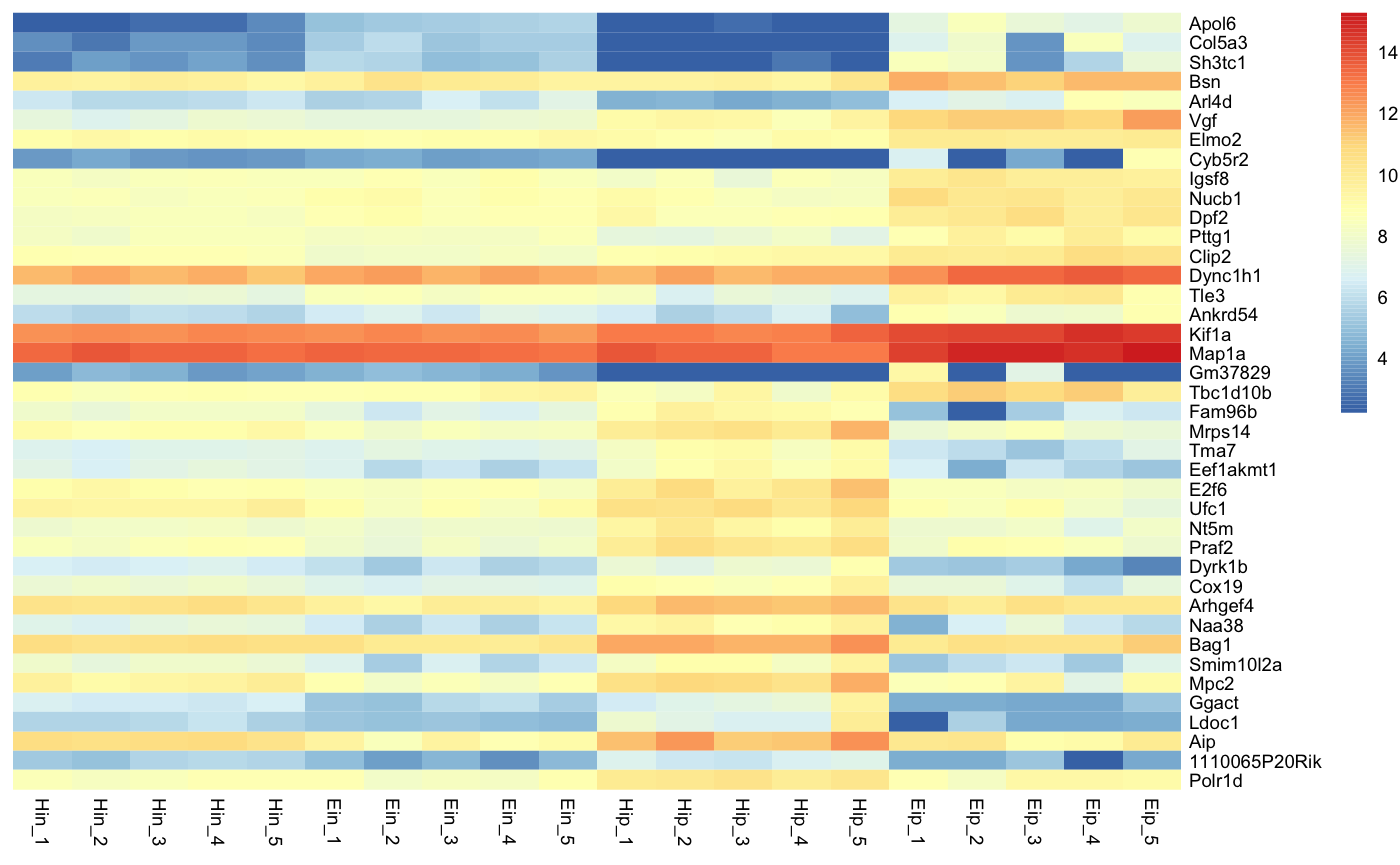 Apol6
Col5a3
Sh3tc1
Bsn
Arl4d
Vgf
Elmo2
Cyb5r2
Igsf8
Nucb1
Dpf2
Pttg1
Clip2
Dync1h1
Tle3
Ankrd54
Kif1a
Map1a
Gm37829
Tbc1d10b
Fam96b
Mrps14
Tma7
Eef1akmt1
E2f6
Ufc1
Nt5m
Praf2
Dyrk1b
Cox19
Arhgef4
Naa38
Bag1
Smim10l2a
Mpc2
Ggact
Ldoc1
Aip
1110065P20Rik
Polr1d
14
12
10
8
6
4
Hin_1
Hin_2
Hin_3
Hin_4
Hin_5
Ein_1
Ein_2
Ein_3
Ein_4
Ein_5
Hip_1
Hip_2
Hip_3
Hip_4
Hip_5
Eip_1
Eip_2
Eip_3
Eip_4
Eip_5